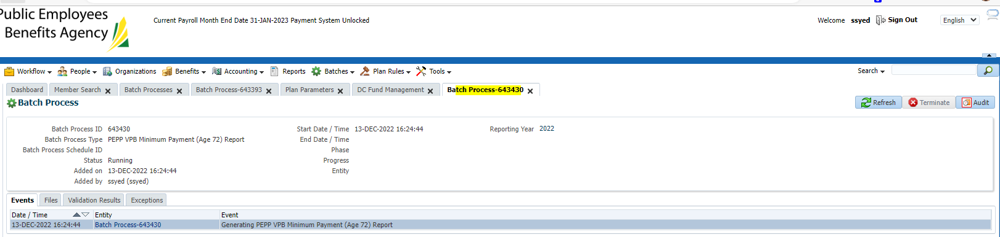 Public Employees
Benefits Agency
Current Payroll Month End Date 31-JAN-2023 Payment System Unlocked
Welcome ssyed Sign Out English
Workflow People Organizations Benefits Accounting Reports Batches Plan Rules Tools Search
Dashboard Member Search Batch Processes Batch Process-643393 Plan Parameters DC Fund Management Batch Process-643430
Batch Process Refresh Terminate Audit
Batch Process ID 643430 Start Date / Time 13-DEC-2022 16:24:44 Reporting Year 2022
Batch Process Type PEPP VPB Minimum Payment (Age 72) Report End Date / Time
Batch Process Schedule ID Phase
Status Running Progress
Added on 13-DEC-2022 16:24:44 Entity
Added by ssyed (ssyed)
Events Files Validation Results Exceptions
Date / Time Entity Event
13-DEC-2022 16:24:44 Batch Process-643430 Generating PEPP VPB Minimum Payment (Age 72) Report